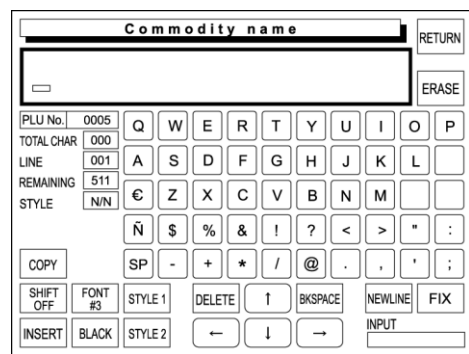 Commodity name
RETURN
ERASE
PLU No. 0005
TOTAL CHAR 000
LINE 001
REMAINING 511
STYLE N/N
Q W E R T Y U I O P
A S D F G H J K L
€ Z X C V B N M
Ñ $ % & ! ? < > " :
COPY SP - + * / @ . , ' ;
SHIFT OFF FONT #3 STYLE 1 DELETE ↑ BKSPACE NEWLINE FIX
INSERT BLACK STYLE 2 ← ↓ → INPUT